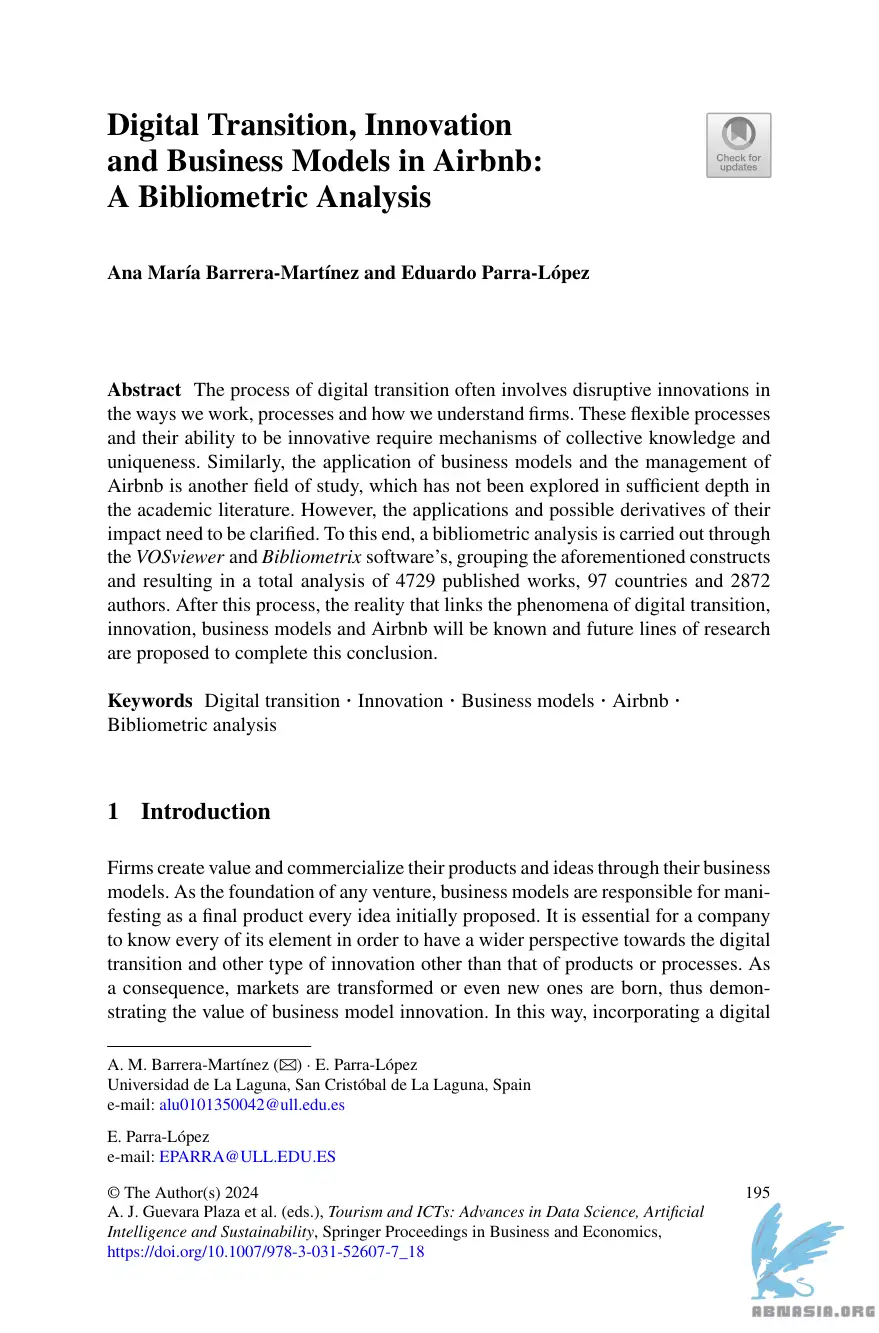 Digital Transition, Innovation
and Business Models in Airbnb:
A Bibliometric Analysis
Check for
updates
Ana María Barrera-Martínez and Eduardo Parra-López
Abstract The process of digital transition often involves disruptive innovations in
the ways we work, processes and how we understand firms. These flexible processes
and their ability to be innovative require mechanisms of collective knowledge and
uniqueness. Similarly, the application of business models and the management of
Airbnb is another field of study, which has not been explored in sufficient depth in
the academic literature. However, the applications and possible derivatives of their
impact need to be clarified. To this end, a bibliometric analysis is carried out through
the VOSviewer and Bibliometrix software's, grouping the aforementioned constructs
and resulting in a total analysis of 4729 published works, 97 countries and 2872
authors. After this process, the reality that links the phenomena of digital transition,
innovation, business models and Airbnb will be known and future lines of research
are proposed to complete this conclusion.
Keywords Digital transition · Innovation · Business models · Airbnb ·
Bibliometric analysis
1 Introduction
Firms create value and commercialize their products and ideas through their business
models. As the foundation of any venture, business models are responsible for mani-
festing as a final product every idea initially proposed. It is essential for a company
to know every of its element in order to have a wider perspective towards the digital
transition and other type of innovation other than that of products or processes. As
a consequence, markets are transformed or even new ones are born, thus demon-
strating the value of business model innovation. In this way, incorporating a digital
A. M. Barrera-Martínez (✉) · E. Parra-López
Universidad de La Laguna, San Cristóbal de La Laguna, Spain
e-mail: alu0101350042@ull.edu.es
E. Parra-López
e-mail: EPARRA@ULL.EDU.ES
© The Author(s) 2024 195
A. J. Guevara Plaza et al. (eds.), Tourism and ICTs: Advances in Data Science, Artificial
Intelligence and Sustainability, Springer Proceedings in Business and Economics,
https://doi.org/10.1007/978-3-031-52607-7_18
ABNASIA.ORG